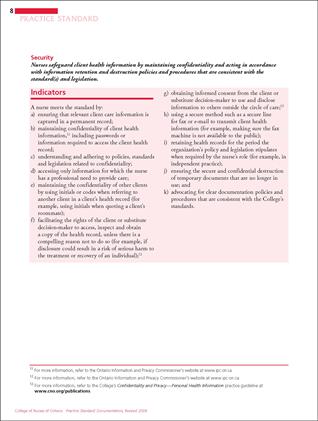 8
PRACTICE STANDARD
Security
Nurses safeguard client health information by maintaining confidentiality and acting in accordance
with information retention and destruction policies and procedures that are consistent with the
standard(s) and legislation.
Indicators
A nurse meets the standard by:
a) ensuring that relevant client care information is
captured in a permanent record;
b) maintaining confidentiality of client health
information, including passwords or
information required to access the client health
record;
c) understanding and adhering to policies, standards
and legislation related to confidentiality;
d) accessing only information for which the nurse
has a professional need to provide care;
e) maintaining the confidentiality of other clients
by using initials or codes when referring to
another client in a client's health record (for
example, using initials when quoting a client's
roommate);
f) facilitating the rights of the client or substitute
decision-maker to access, inspect and obtain
a copy of the health record, unless there is a
compelling reason not to do so (for example, if
disclosure could result in a risk of serious harm to
the treatment or recovery of an individual);
g) obtaining informed consent from the client or
substitute decision-maker to use and disclose
information to others outside the circle of care;
h) using a secure method such as a secure line
for fax or e-mail to transmit client health
information (for example, making sure the fax
machine is not available to the public);
i) retaining health records for the period the
organization's policy and legislation stipulates
when required by the nurse's role (for example, in
independent practice);
j) ensuring the secure and confidential destruction
of temporary documents that are no longer in
use; and
k) advocating for clear documentation policies and
procedures that are consistent with the College's
standards.
For more information, refer to the Ontario Information and Privacy Commissioner's website at www.ipc.on.ca.
For more information, refer to the Ontario Information and Privacy Commissioner's website at www.ipc.on.ca.
For more information, refer to the College's Confidentiality and Privacy—Personal Health Information practice guideline at
www.cno.org/publications.
College of Nurses of Ontario Practice Standard: Documentation, Revised 2008